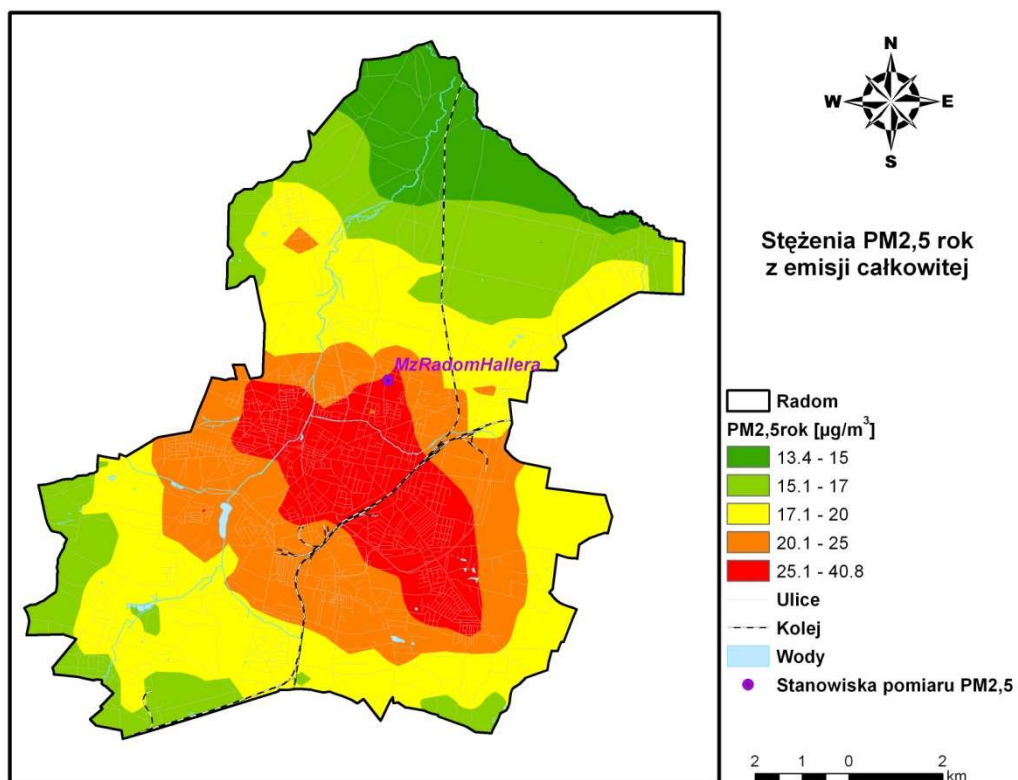 N
W E
S
Stężenia PM2,5 rok
z emisji całkowitej
MzRadomHallera
Radom
PM2,5rok [µg/m³]
13.4 - 15
15.1 - 17
17.1 - 20
20.1 - 25
25.1 - 40.8
Ulice
Kolej
Wody
Stanowiska pomiaru PM2,5
2 1 0 2
km